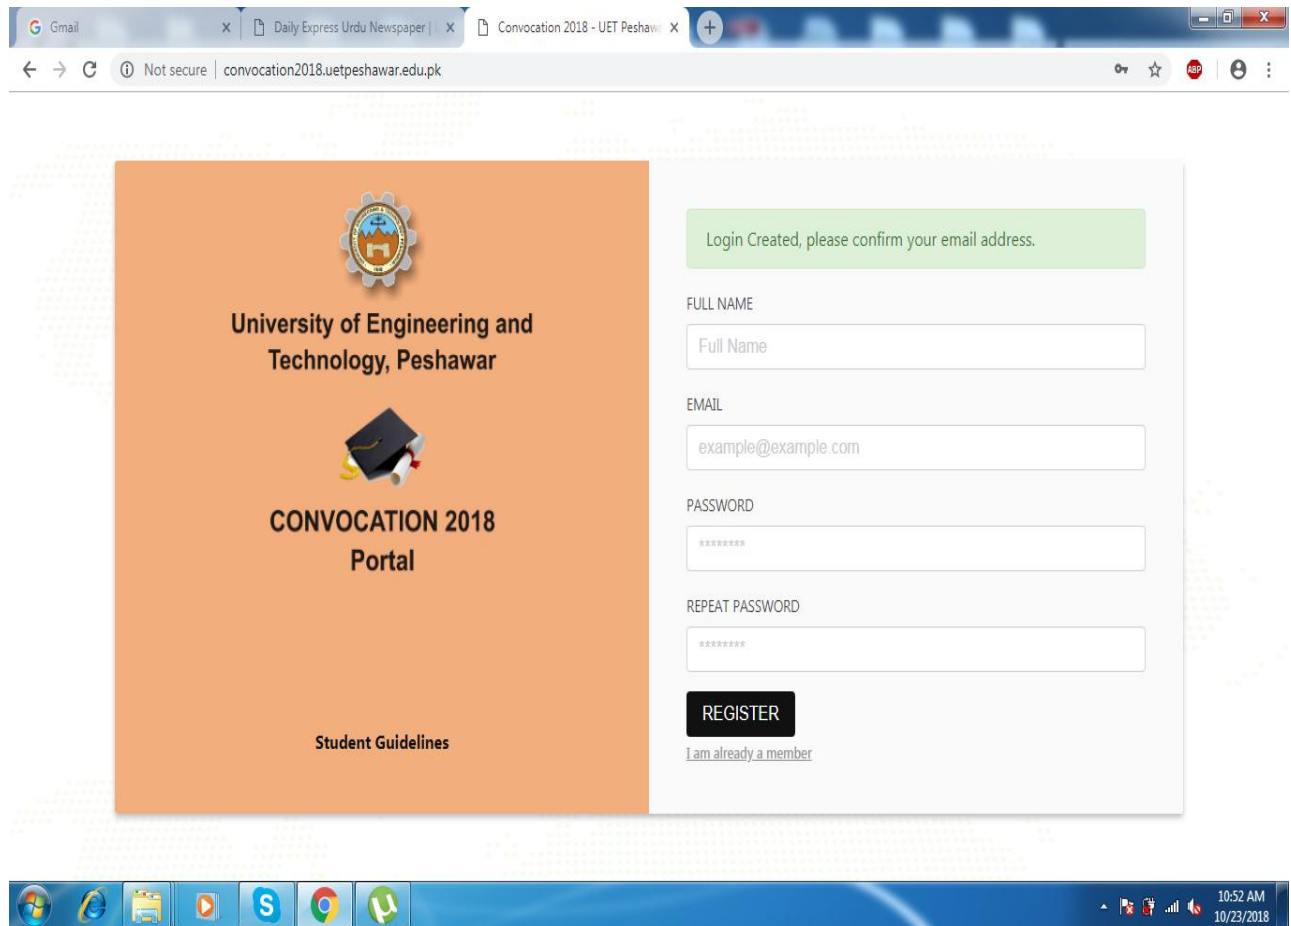 Gmail
Daily Express Urdu Newspaper |
Convocation 2018 - UET Peshaw
Not secure | convocation2018.uetpeshawar.edu.pk
ABP
University of Engineering and
Technology, Peshawar
CONVOCATION 2018
Portal
Student Guidelines
Login Created, please confirm your email address.
FULL NAME
Full Name
EMAIL
example@example.com
PASSWORD
********
REPEAT PASSWORD
********
REGISTER
I am already a member
10:52 AM
10/23/2018